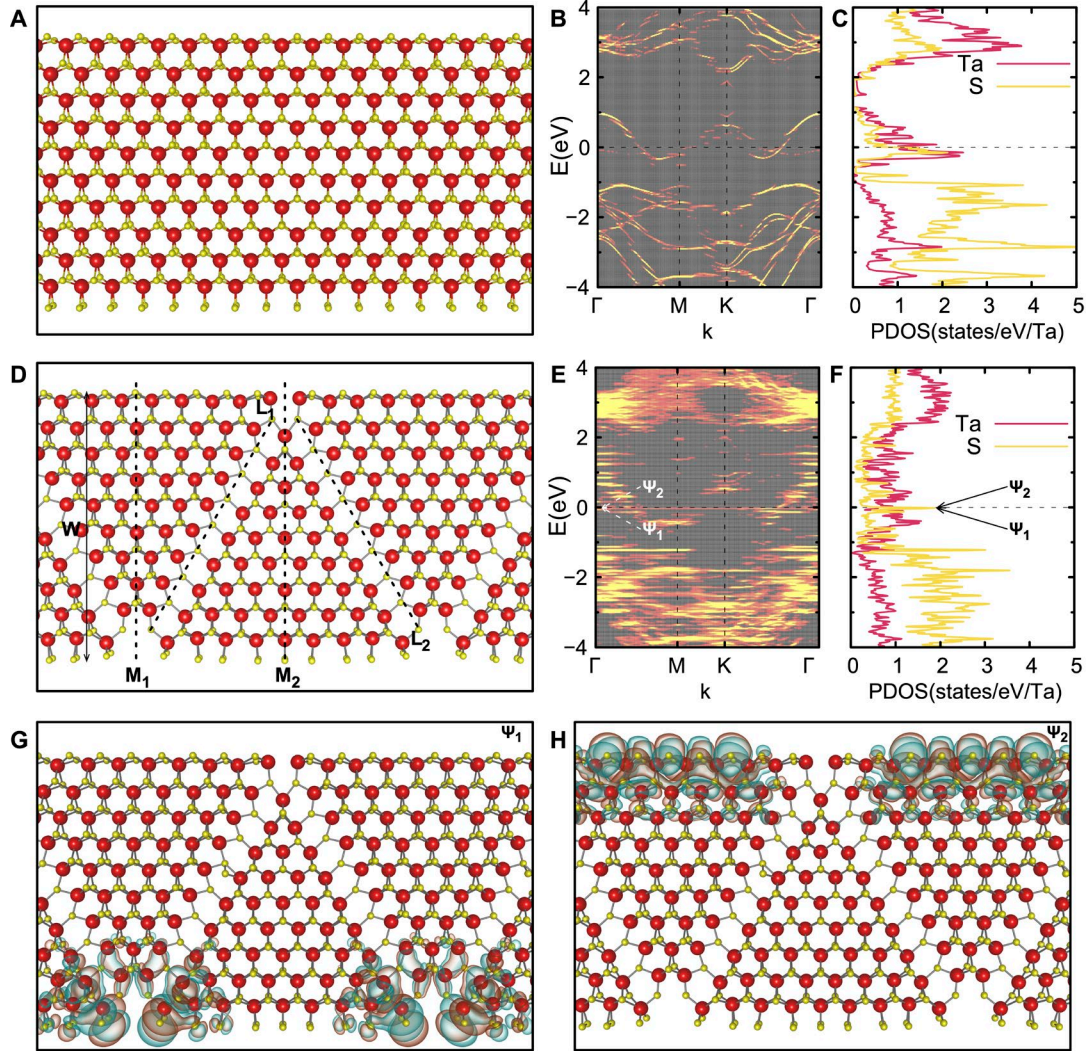 A
B
C
4
2
0
−2
−4
E(eV)
Γ
M
K
Γ
k
Ta
S
0
1
2
3
4
5
PDOS(states/eV/Ta)
D
W
L1
L2
M1
M2
E
F
4
2
0
−2
−4
E(eV)
Ψ2
Ψ1
Γ
M
K
Γ
k
Ta
S
Ψ2
Ψ1
0
1
2
3
4
5
PDOS(states/eV/Ta)
G
Ψ1
H
Ψ2